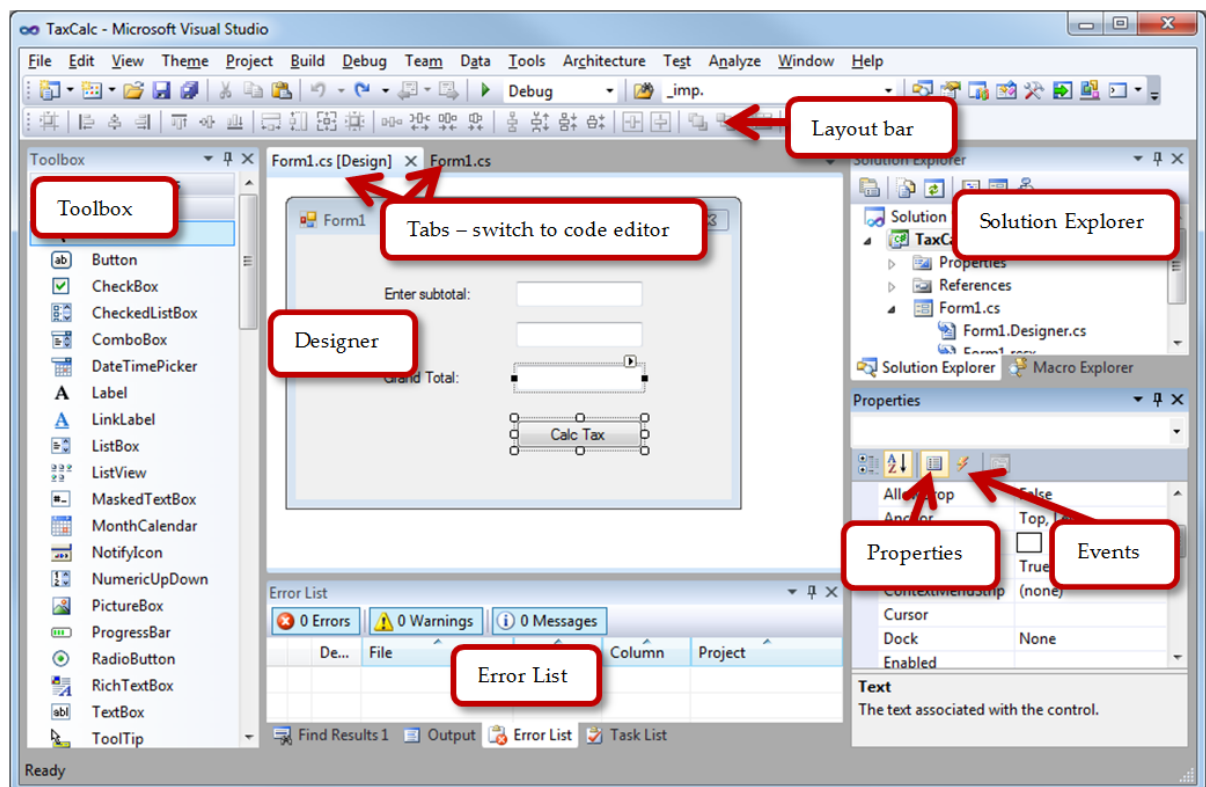 TaxCalc - Microsoft Visual Studio
File Edit View Theme Project Build Debug Team Data Tools Architecture Test Analyze Window Help
Debug _imp.
Layout bar
Toolbox
Form1.cs [Design] Form1.cs
Solution Explorer
Toolbox
Form1
Tabs – switch to code editor
Solution
Solution Explorer
Properties
References
Form1.cs
Form1.Designer.cs
Form1.resx
Solution Explorer Macro Explorer
Button
CheckBox
CheckedListBox
ComboBox
DateTimePicker
Label
LinkLabel
ListBox
ListView
MaskedTextBox
MonthCalendar
NotifyIcon
NumericUpDown
PictureBox
ProgressBar
RadioButton
RichTextBox
TextBox
ToolTip
Enter subtotal:
Designer
Grand Total:
Calc Tax
Properties
AllowDrop False
Anchor Top,
Properties
Events
True
ContextMenuStrip (none)
Cursor
Dock None
Enabled
Text
The text associated with the control.
Error List
0 Errors 0 Warnings 0 Messages
De... File Column Project
Error List
Find Results 1 Output Error List Task List
Ready